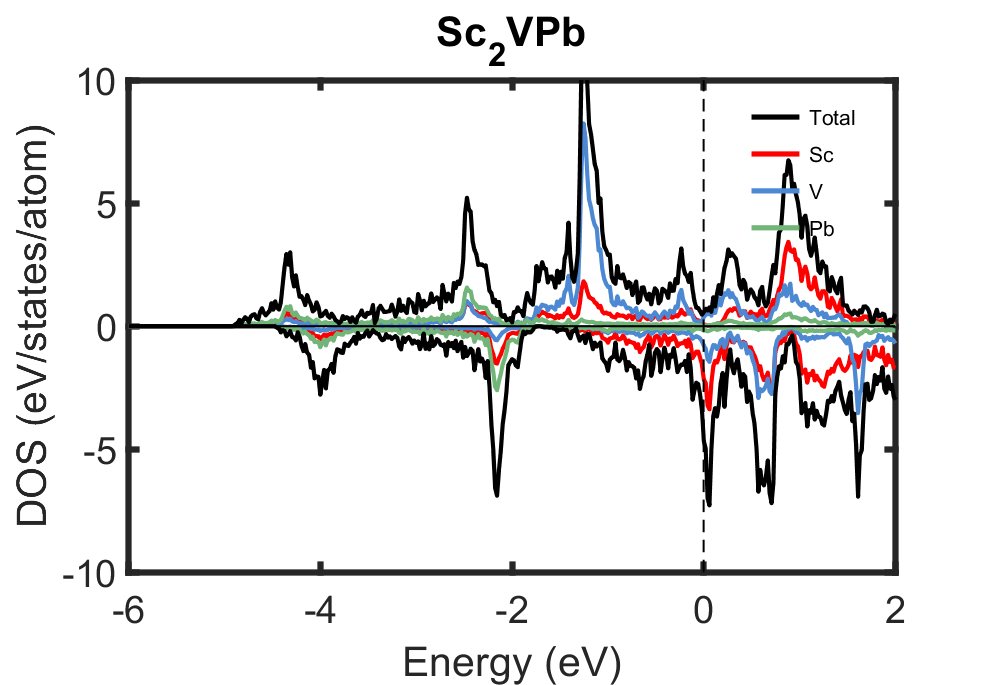 Sc2VPb
10
5
0
-5
-10
DOS (eV/states/atom)
Total
Sc
V
Pb
-6 -4 -2 0 2
Energy (eV)